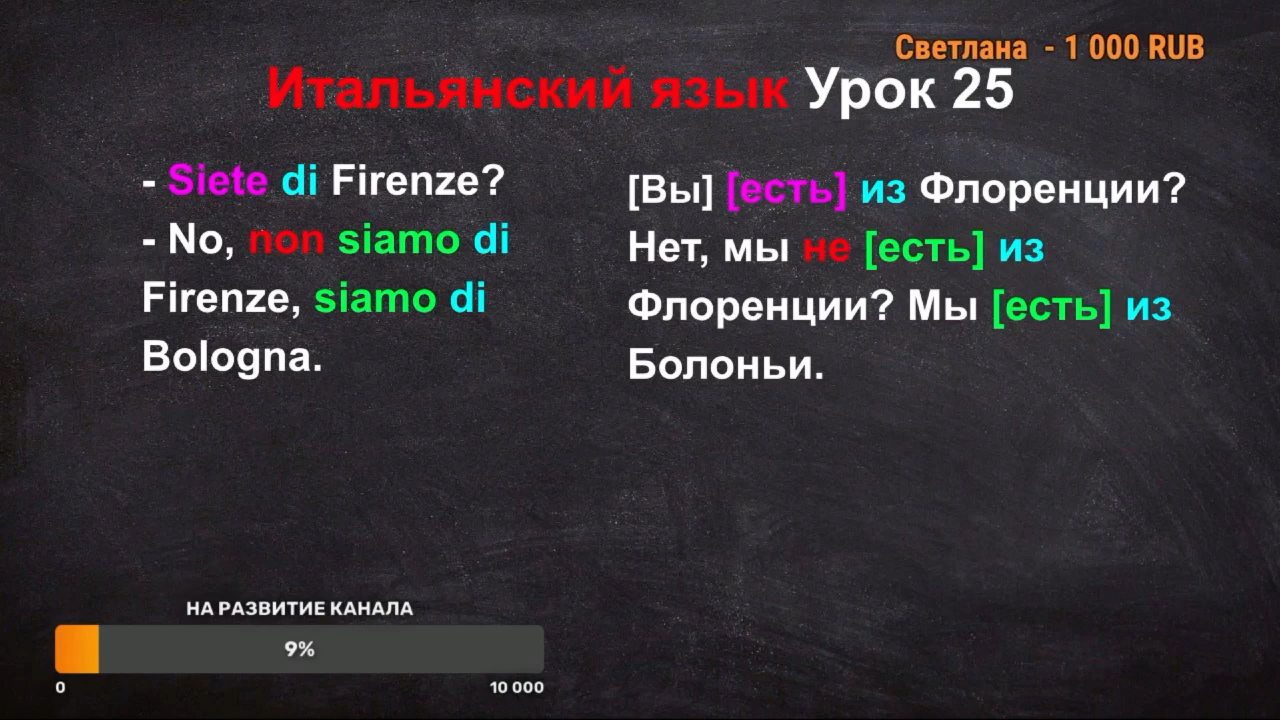 Светлана - 1 000 RUB
Итальянский язык Урок 25
- Siete di Firenze?
- No, non siamo di
Firenze, siamo di
Bologna.
[Вы] [есть] из Флоренции?
Нет, мы не [есть] из
Флоренции? Мы [есть] из
Болоньи.
НА РАЗВИТИЕ КАНАЛА
9%
0
10 000